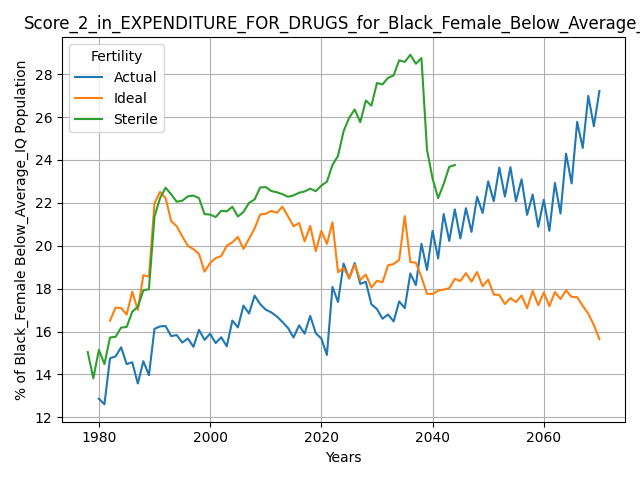 Score_2_in_EXPENDITURE_FOR_DRUGS_for_Black_Female_Below_Average_
Fertility
Actual
Ideal
Sterile
% of Black_Female Below_Average_IQ Population
28
26
24
22
20
18
16
14
12
1980 2000 2020 2040 2060
Years